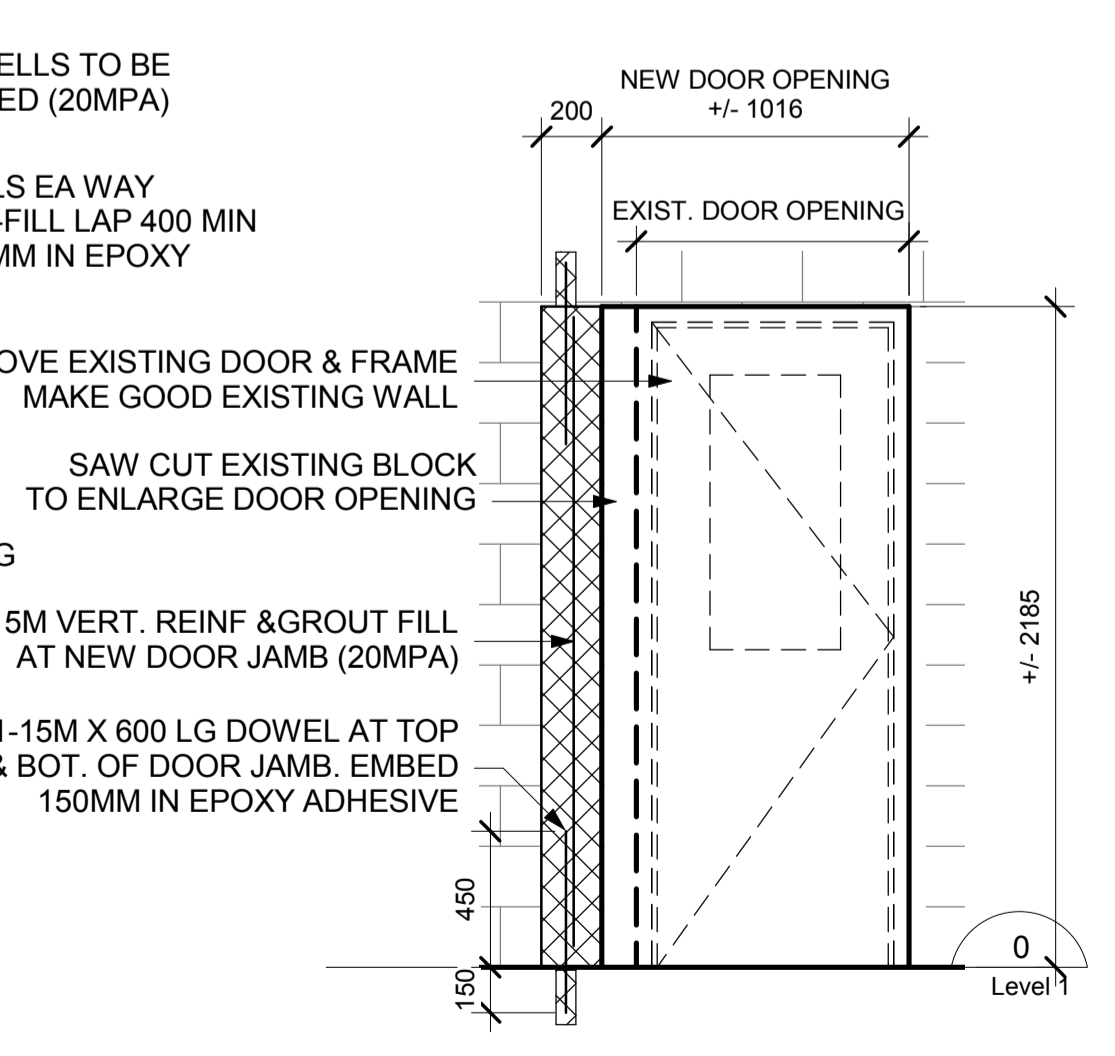 ELLS TO BE
ED (20MPA)
LS EA WAY
-FILL LAP 400 MIN
MM IN EPOXY
NEW DOOR OPENING
+/- 1016
200
EXIST. DOOR OPENING
OVE EXISTING DOOR & FRAME
MAKE GOOD EXISTING WALL
SAW CUT EXISTING BLOCK
TO ENLARGE DOOR OPENING
G
5M VERT. REINF &GROUT FILL
AT NEW DOOR JAMB (20MPA)
1-15M X 600 LG DOWEL AT TOP
& BOT. OF DOOR JAMB. EMBED
150MM IN EPOXY ADHESIVE
450
150
+/- 2185
0
Level 1